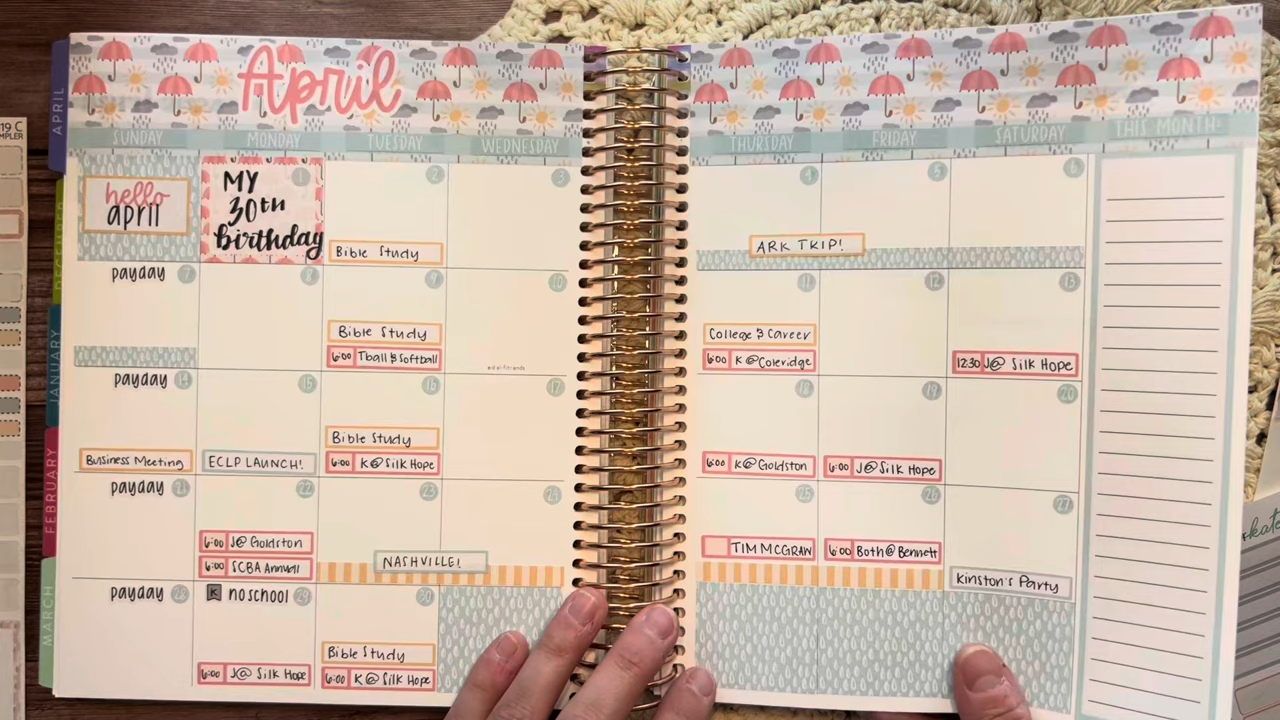 19 C
APRIL
DECEMBER
JANUARY
FEBRUARY
MARCH
April
SUNDAY MONDAY TUESDAY WEDNESDAY THURSDAY FRIDAY SATURDAY THIS MONTH:
hello
april
1
MY
30th
birthday
2
Bible Study
3
4
5
6
ARK TRIP!
payday 7
8
9
Bible Study
6:00 Tball & Softball
10
11
College & Career
6:00 K @ Coleridge
12
13
12:30 J@ Silk Hope
payday 14
Business Meeting
15
ECLP LAUNCH!
16
Bible Study
6:00 K@ Silk Hope
17
18
6:00 K@Goldston
19
6:00 J@Silk Hope
20
payday 21
22
6:00 J@ Goldston
6:00 SCBA Annual
23
NASHVILLE!
24
25
TIM MCGRAW
26
6:00 Both@Bennett
27
Kinston's Party
payday 28
K no school 29
6:00 J@ Silk Hope
30
Bible Study
6:00 K@ Silk Hope